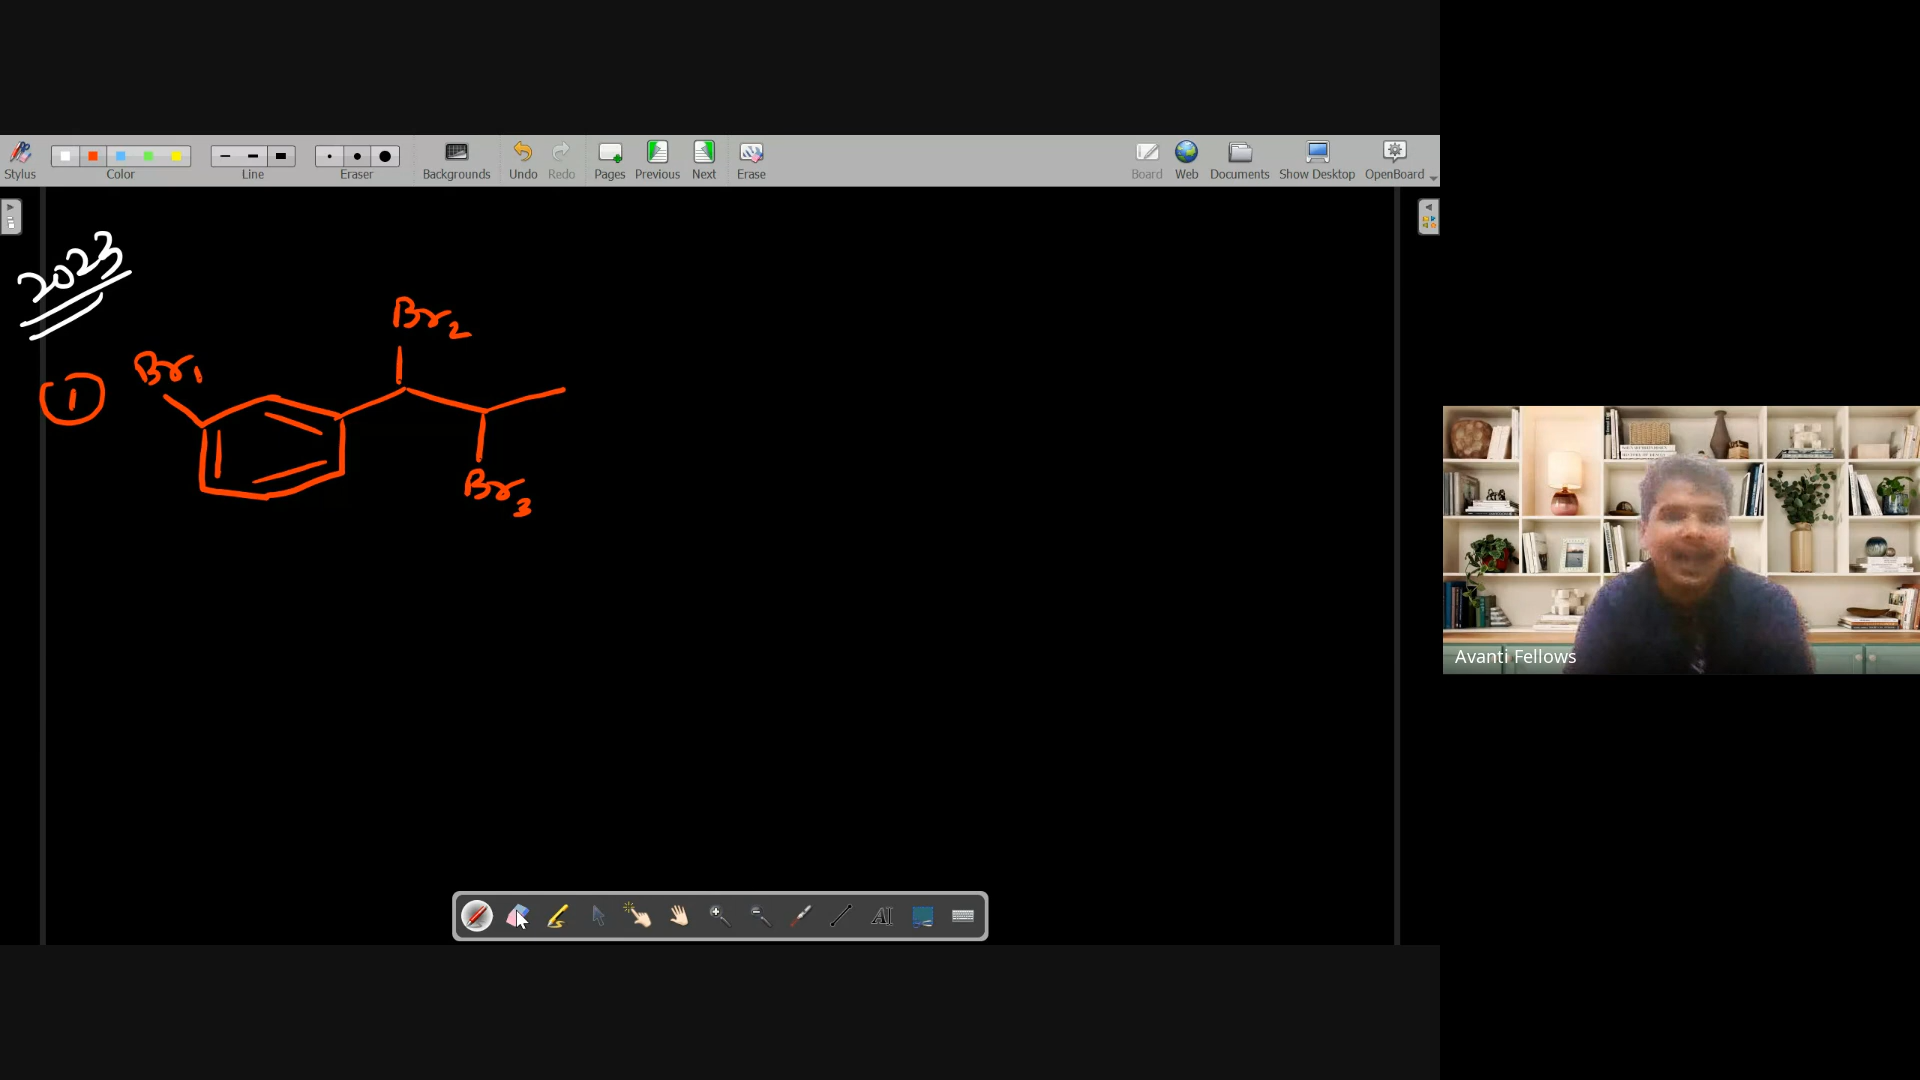 Stylus
Color
Line
Eraser
Backgrounds
Undo
Redo
Pages
Previous
Next
Erase
Board
Web
Documents
Show Desktop
OpenBoard
2023
1
Br1
Br2
Br3
Avanti Fellows